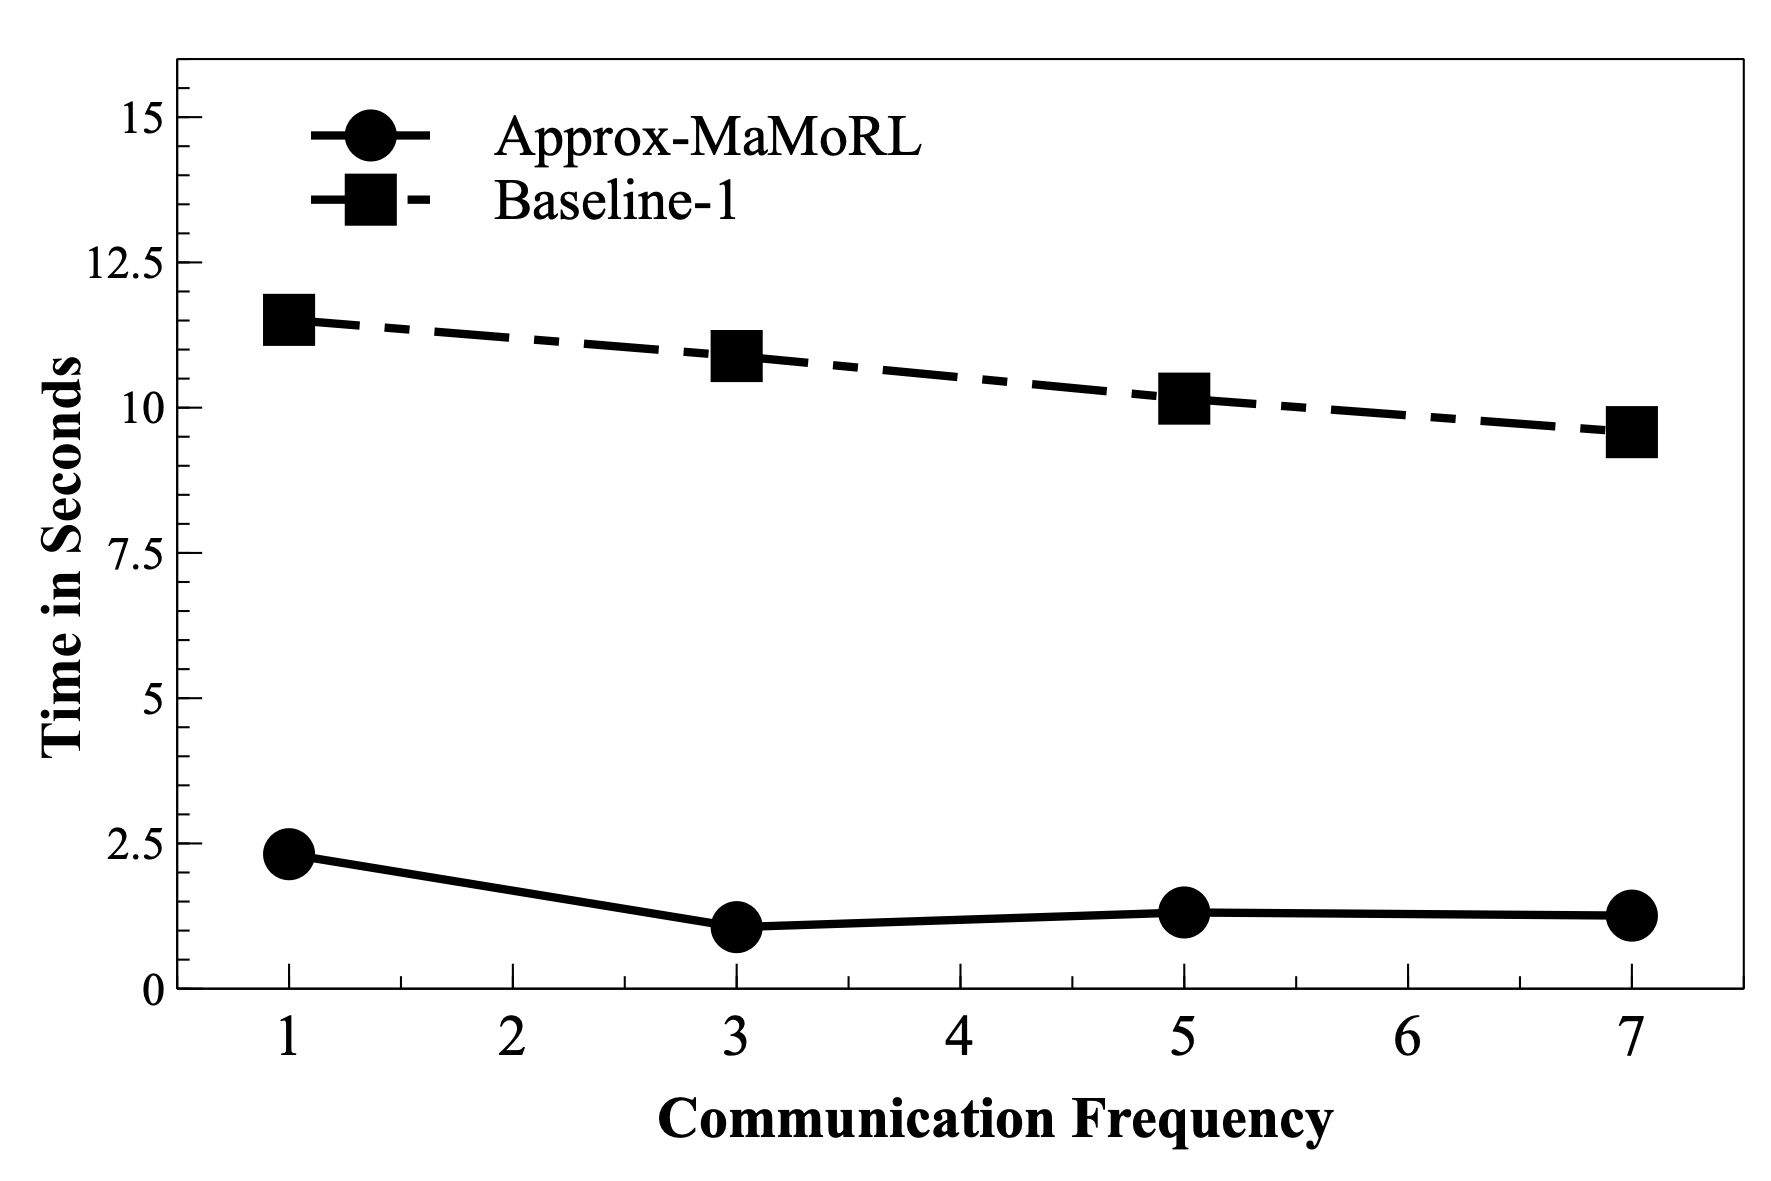 Approx-MaMoRL
Baseline-1
15
12.5
10
7.5
5
2.5
0
Time in Seconds
1 2 3 4 5 6 7
Communication Frequency